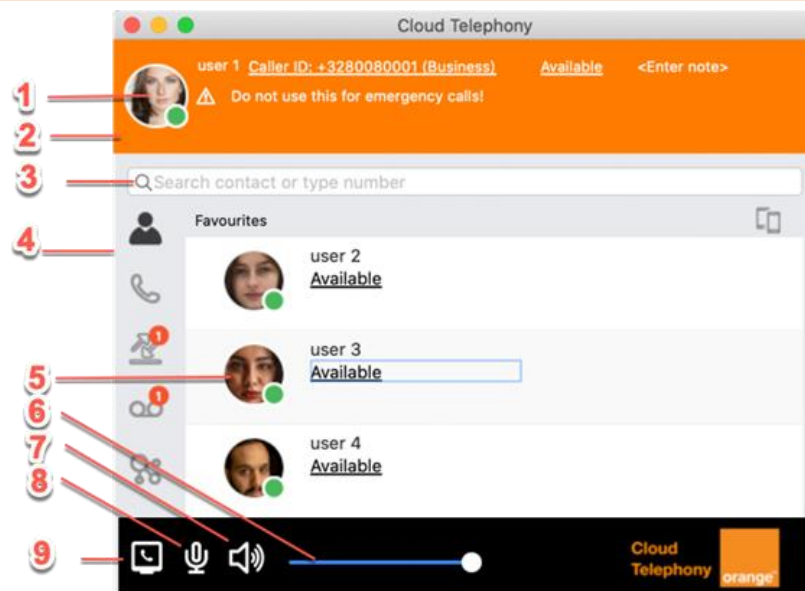 Cloud Telephony
user 1 Caller ID: +3280080001 (Business) Available <Enter note>
Do not use this for emergency calls!
1
2
3
Search contact or type number
4
Favourites
user 2
Available
1
user 3
5
Available
1
6
7
user 4
8
Available
9
Cloud
Telephony
orange